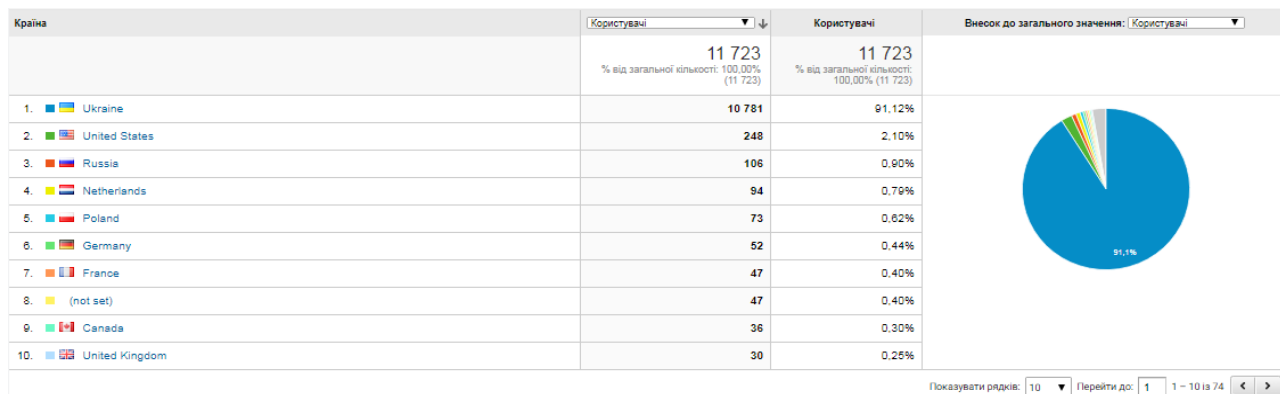 Країна Користувачі Користувачі Внесок до загального значення: Користувачі
11 723 11 723
% від загальної кількості: 100,00% (11 723) % від загальної кількості: 100,00% (11 723)
1. Ukraine 10 781 91,12%
2. United States 248 2,10%
3. Russia 106 0,90%
4. Netherlands 94 0,79%
5. Poland 73 0,62%
6. Germany 52 0,44%
7. France 47 0,40%
8. (not set) 47 0,40%
9. Canada 36 0,30%
10. United Kingdom 30 0,25%
91,1%
Показувати рядків: 10 Перейти до: 1 1 – 10 із 74